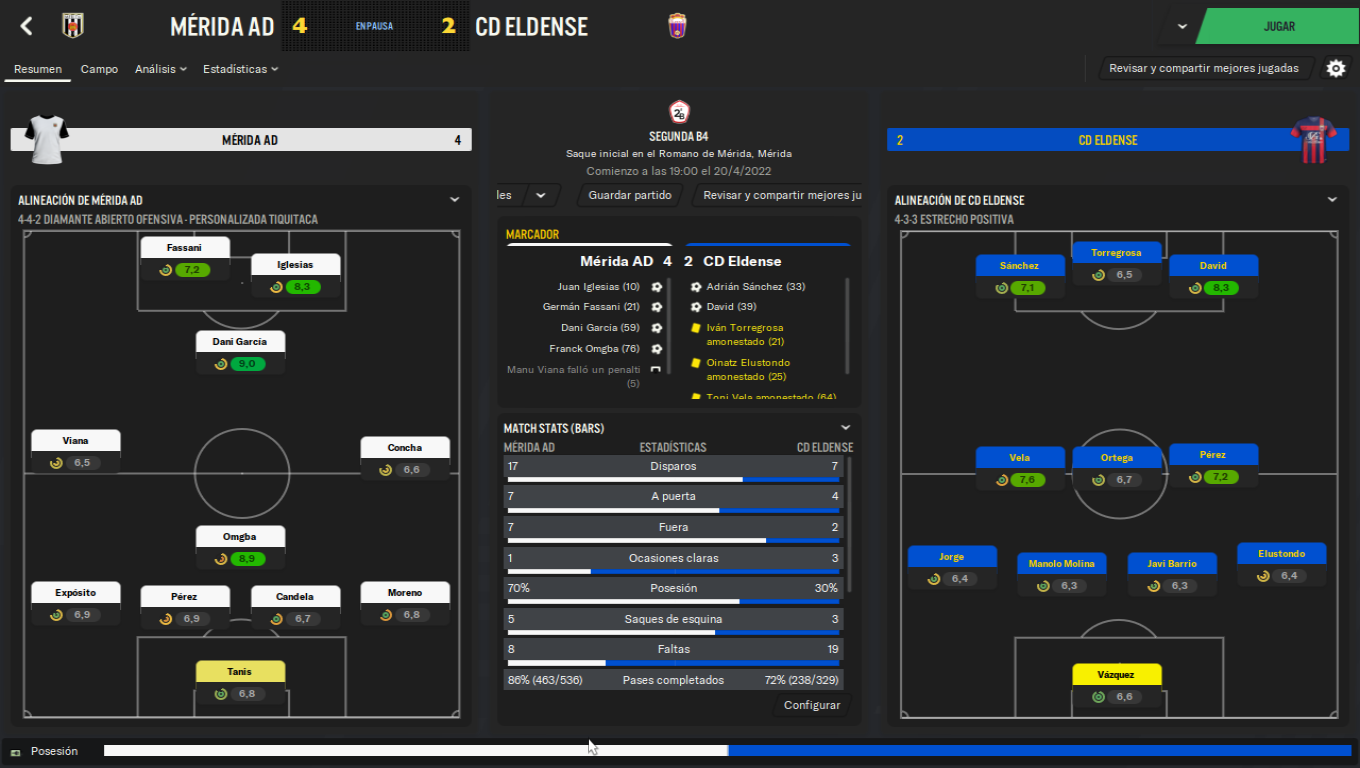 MÉRIDA AD 4 EN PAUSA 2 CD ELDENSE
JUGAR
Resumen Campo Análisis Estadísticas
Revisar y compartir mejores jugadas
MÉRIDA AD 4
2B
SEGUNDA B4
Saque inicial en el Romano de Mérida, Mérida
Comienzo a las 19:00 el 20/4/2022
les Guardar partido Revisar y compartir mejores ju
2 CD ELDENSE
ALINEACIÓN DE MÉRIDA AD
4-4-2 DIAMANTE ABIERTO OFENSIVA - PERSONALIZADA TIQUITACA
Fassani
7,2
Iglesias
8,3
Dani García
9,0
Viana
6,5
Concha
6,6
Omgba
8,9
Expósito
6,9
Pérez
6,9
Candela
6,7
Moreno
6,8
Tanis
6,8
MARCADOR
Mérida AD 4 2 CD Eldense
Juan Iglesias (10)
Germán Fassani (21)
Dani García (59)
Franck Omgba (76)
Manu Viana falló un penalti
(5)
Adrián Sánchez (33)
David (39)
Iván Torregrosa
amonestado (21)
Oinatz Elustondo
amonestado (25)
Toni Vela amonestado (64)
MATCH STATS (BARS)
MÉRIDA AD ESTADÍSTICAS CD ELDENSE
17 Disparos 7
7 A puerta 4
7 Fuera 2
1 Ocasiones claras 3
70% Posesión 30%
5 Saques de esquina 3
8 Faltas 19
86% (463/536) Pases completados 72% (238/329)
Configurar
ALINEACIÓN DE CD ELDENSE
4-3-3 ESTRECHO POSITIVA
Sánchez
7,1
Torregrosa
6,5
David
8,3
Vela
7,6
Ortega
6,7
Pérez
7,2
Jorge
6,4
Manolo Molina
6,3
Javi Barrio
6,3
Elustondo
6,4
Vázquez
6,6
Posesión